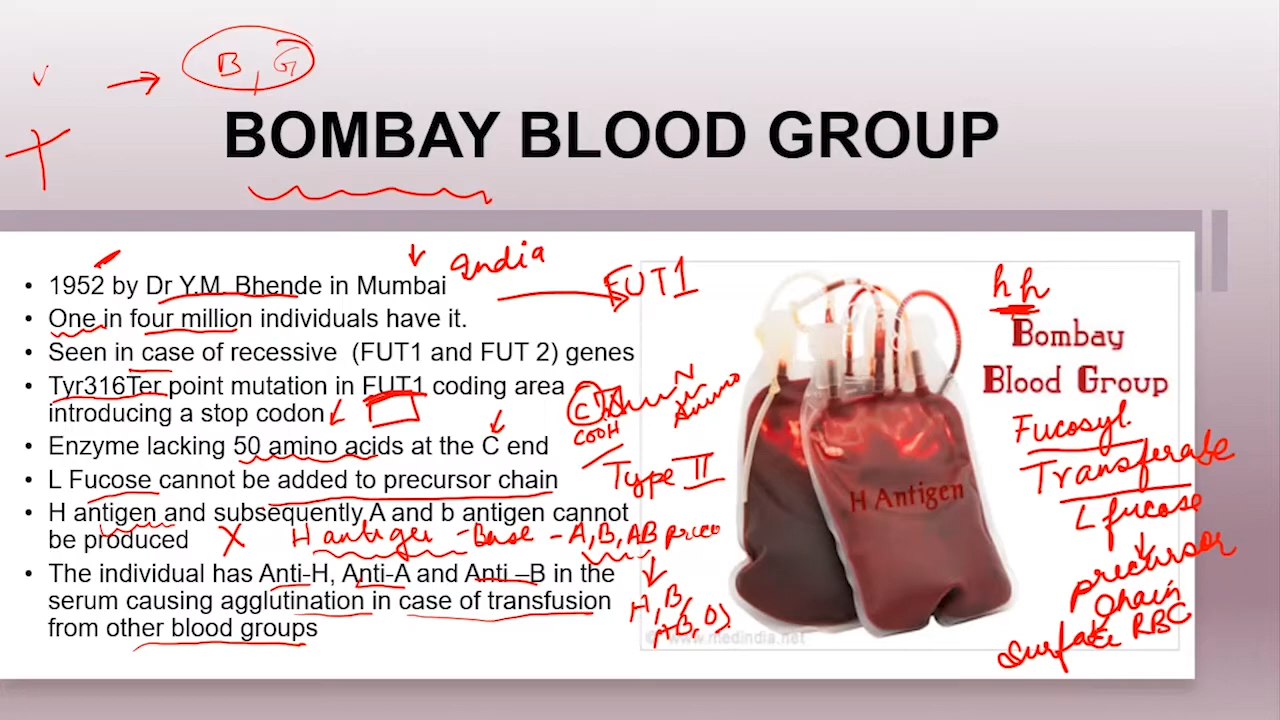 B, G
BOMBAY BLOOD GROUP
India
FUT1
• 1952 by Dr Y.M. Bhende in Mumbai
• One in four million individuals have it.
• Seen in case of recessive (FUT1 and FUT 2) genes
• Tyr316Ter point mutation in FUT1 coding area
introducing a stop codon
• Enzyme lacking 50 amino acids at the C end
• L Fucose cannot be added to precursor chain
• H antigen and subsequently A and b antigen cannot
be produced
X H antigen - Base - A, B, AB
• The individual has Anti-H, Anti-A and Anti –B in the
serum causing agglutination in case of transfusion
from other blood groups
C
N
Amino
COOH
Type II
hh
Bombay
Blood Group
H Antigen
Fucosyl
Transferase
L fucose
precursor
chain
Surface RBC
© www.medindia.net